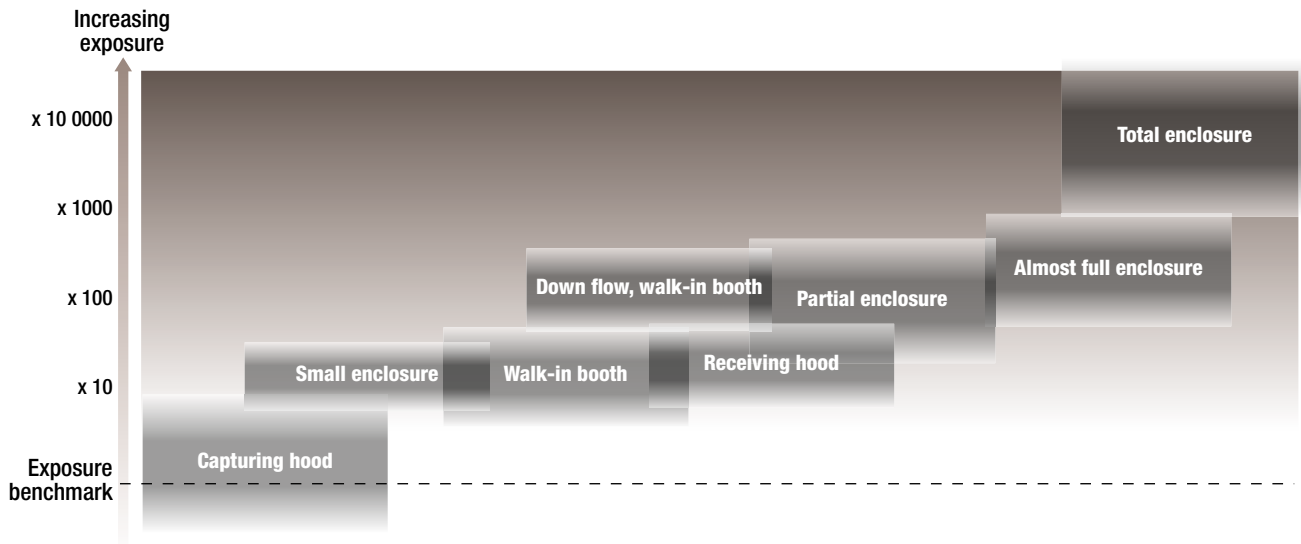 Increasing
exposure
x 10 0000
Total enclosure
x 1000
Almost full enclosure
Down flow, walk-in booth
x 100
Partial enclosure
Receiving hood
Small enclosure
Walk-in booth
x 10
Capturing hood
Exposure
benchmark